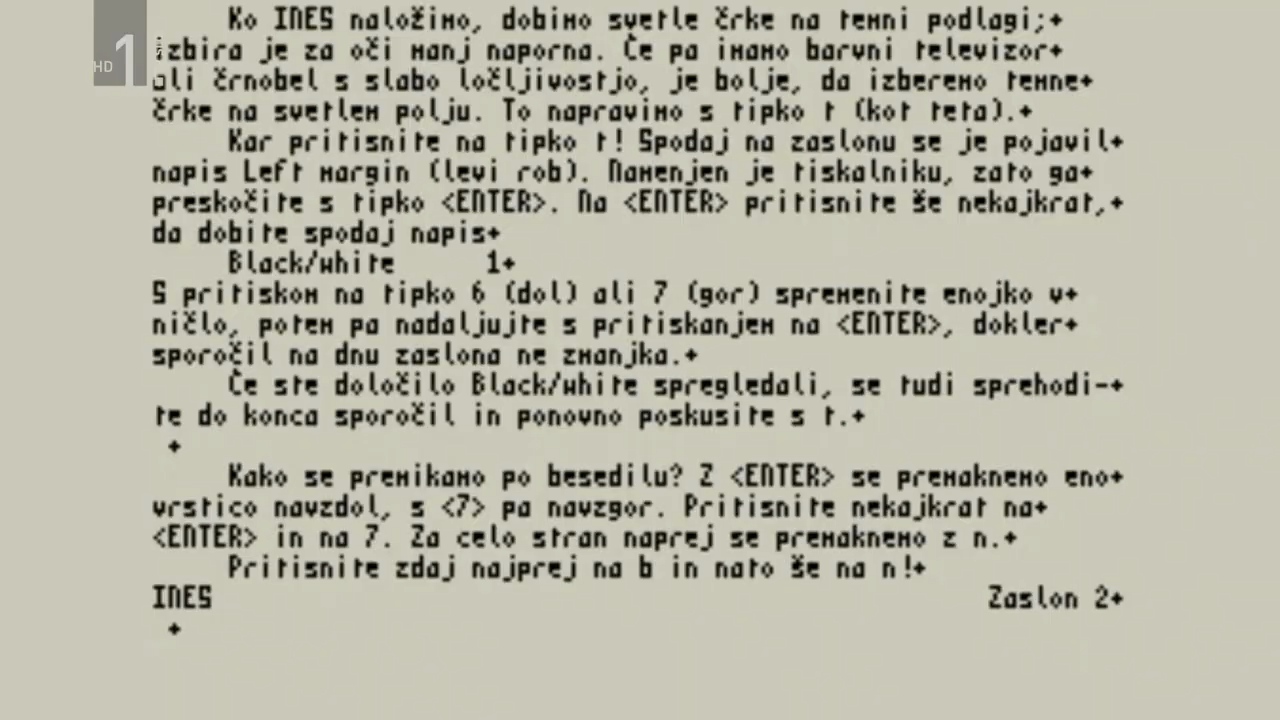 Ko INES naložimo, dobimo svetle črke na temni podlagi;+
izbira je za oči manj naporna. Če pa imamo barvni televizor+
ali črnobel s slabo ločljivostjo, je bolje, da izberemo temne+
črke na svetlem polju. To napravimo s tipko t (kot teta).+
Kar pritisnite na tipko t! Spodaj na zaslonu se je pojavil+
napis Left margin (levi rob). Namenjen je tiskalniku, zato ga+
preskočite s tipko <ENTER>. Na <ENTER> pritisnite še nekajkrat,+
da dobite spodaj napis+
Black/white 1+
S pritiskom na tipko 6 (dol) ali 7 (gor) spremenite enojko v+
ničlo, potem pa nadaljujte s pritiskanjem na <ENTER>, dokler+
sporočil na dnu zaslona ne zmanjka.+
Če ste določilo Black/white spregledali, se tudi sprehodi-+
te do konca sporočil in ponovno poskusite s t.+
+
Kako se premikamo po besedilu? Z <ENTER> se premaknemo eno+
vrstico navzdol, s <7> pa navzgor. Pritisnite nekajkrat na+
<ENTER> in na 7. Za celo stran naprej se premaknemo z n.+
Pritisnite zdaj najprej na b in nato še na n!+
INES Zaslon 2+
+
HD 1